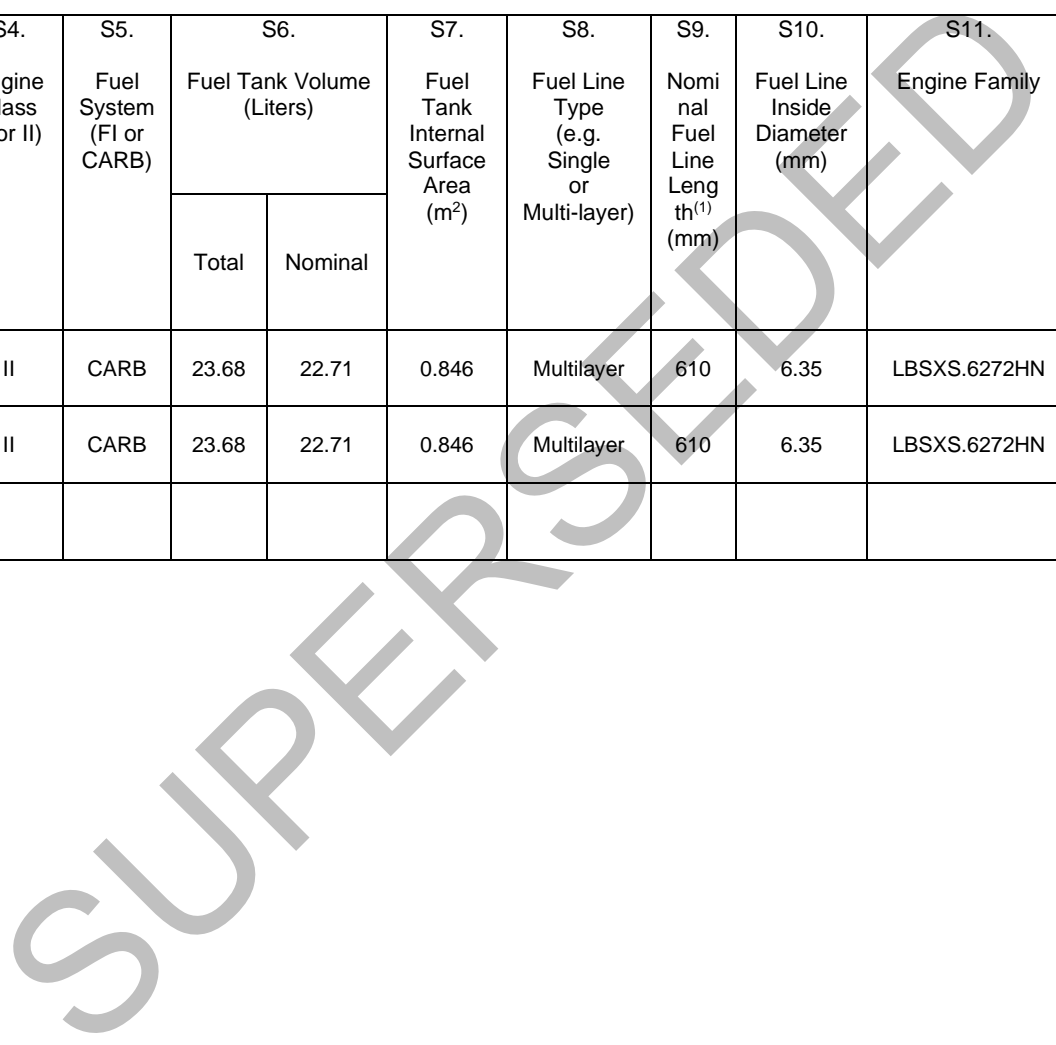 S4. S5. S6. S7. S8. S9. S10. S11.
Fuel System (FI or CARB) Fuel Tank Volume (Liters) Fuel Tank Internal Surface Area (m²) Fuel Line Type (e.g. Single or Multi-layer) Nomi nal Fuel Line Leng th⁽¹⁾ (mm) Fuel Line Inside Diameter (mm) Engine Family
gine
lass
or II)
Total Nominal
II CARB 23.68 22.71 0.846 Multilayer 610 6.35 LBSXS.6272HN
II CARB 23.68 22.71 0.846 Multilayer 610 6.35 LBSXS.6272HN
SUPERSEDED